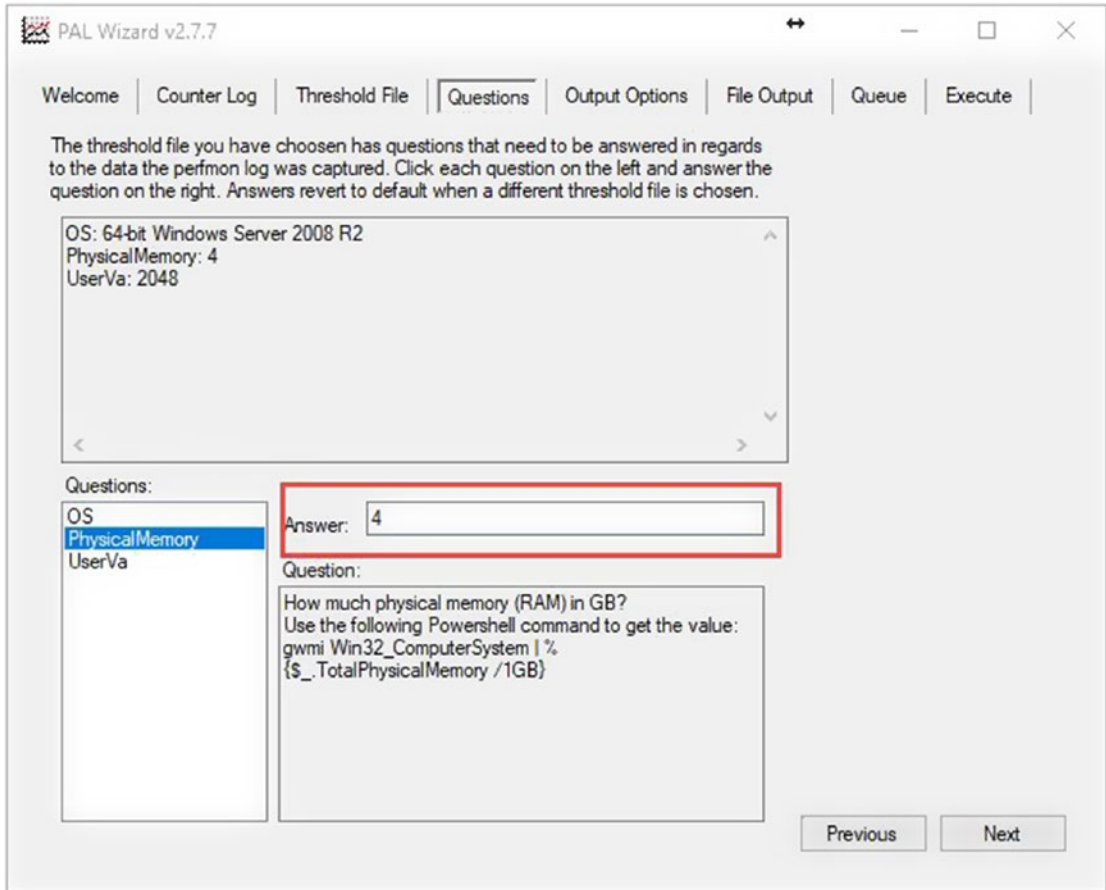 PAL Wizard v2.7.7
Welcome Counter Log Threshold File Questions Output Options File Output Queue Execute
The threshold file you have choosen has questions that need to be answered in regards
to the data the perfmon log was captured. Click each question on the left and answer the
question on the right. Answers revert to default when a different threshold file is chosen.
OS: 64-bit Windows Server 2008 R2
PhysicalMemory: 4
UserVa: 2048
Questions:
OS
PhysicalMemory
UserVa
Answer: 4
Question:
How much physical memory (RAM) in GB?
Use the following Powershell command to get the value:
gwmi Win32_ComputerSystem | %
{$_.TotalPhysicalMemory /1GB}
Previous Next